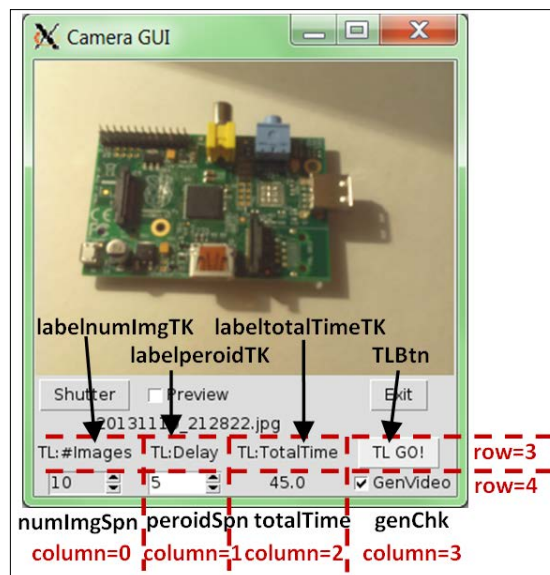 Camera GUI
labelnumImgTK labeltotalTimeTK
labelperoidTK TLBtn
Shutter Preview Exit
TL:#Images TL:Delay TL:TotalTime TL GO! row=3
10 5 45.0 GenVideo row=4
numImgSpn peroidSpn totalTime genChk
column=0 column=1 column=2 column=3